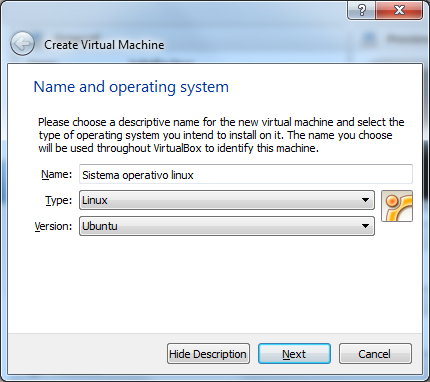 Create Virtual Machine
Name and operating system
Please choose a descriptive name for the new virtual machine and select the
type of operating system you intend to install on it. The name you choose
will be used throughout VirtualBox to identify this machine.
Name: Sistema operativo linux
Type: Linux
Version: Ubuntu
Hide Description Next Cancel